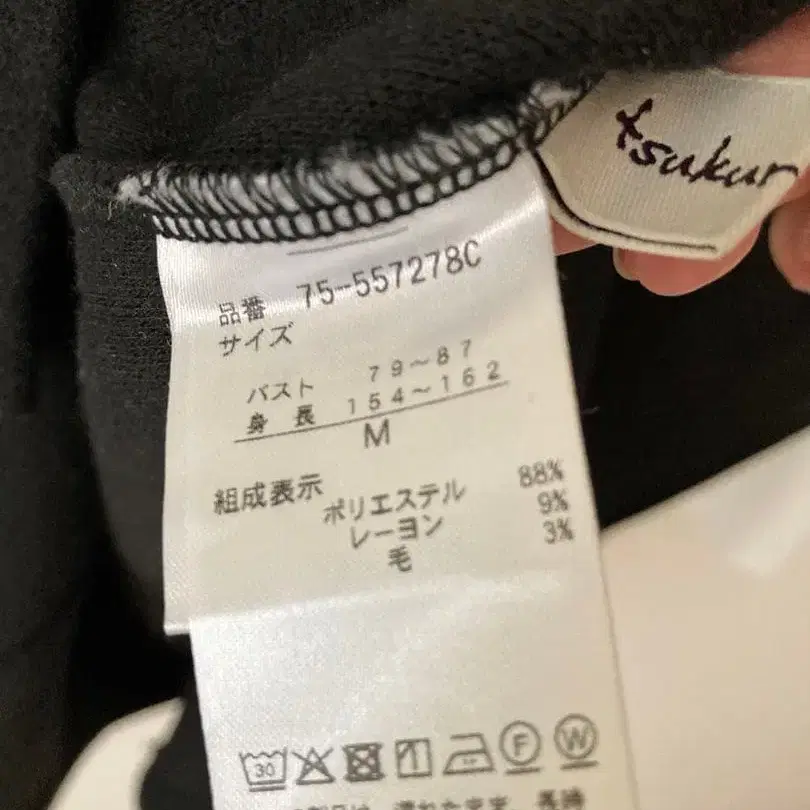 tsukur
品番 75-557278C
サイズ
バスト 79～87
身長 154～162
M
組成表示
ポリエステル 88%
レーヨン 9%
毛 3%
30
F
W